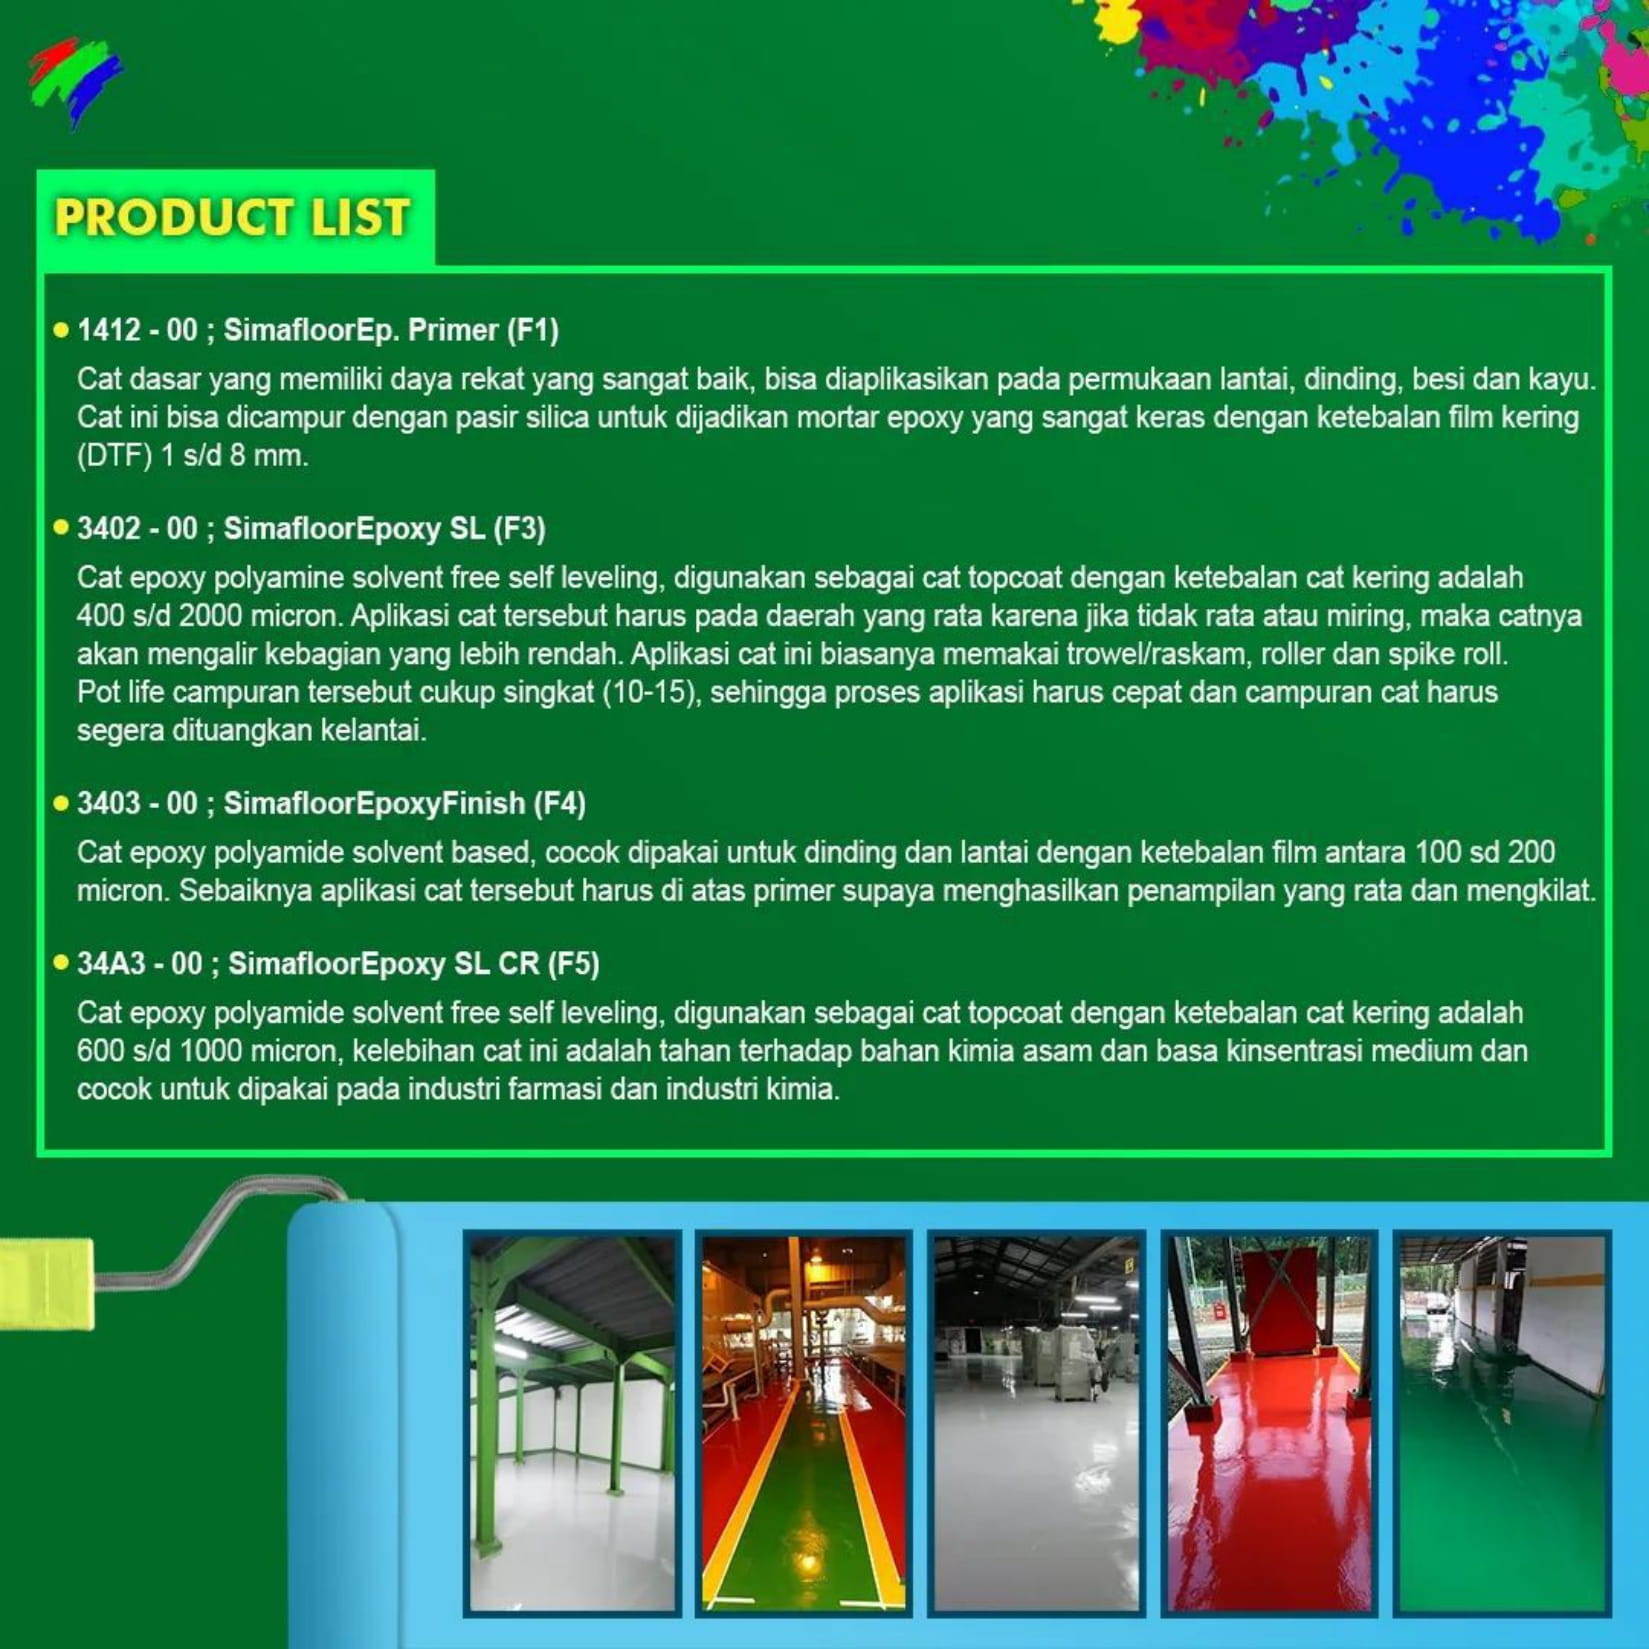 PRODUCT LIST
1412 - 00 ; SimafloorEp. Primer (F1)
Cat dasar yang memiliki daya rekat yang sangat baik, bisa diaplikasikan pada permukaan lantai, dinding, besi dan kayu.
Cat ini bisa dicampur dengan pasir silica untuk dijadikan mortar epoxy yang sangat keras dengan ketebalan film kering
(DTF) 1 s/d 8 mm.
3402 - 00 ; SimafloorEpoxy SL (F3)
Cat epoxy polyamine solvent free self leveling, digunakan sebagai cat topcoat dengan ketebalan cat kering adalah
400 s/d 2000 micron. Aplikasi cat tersebut harus pada daerah yang rata karena jika tidak rata atau miring, maka catnya
akan mengalir kebagian yang lebih rendah. Aplikasi cat ini biasanya memakai trowel/raskam, roller dan spike roll.
Pot life campuran tersebut cukup singkat (10-15), sehingga proses aplikasi harus cepat dan campuran cat harus
segera dituangkan kelantai.
3403 - 00 ; SimafloorEpoxyFinish (F4)
Cat epoxy polyamide solvent based, cocok dipakai untuk dinding dan lantai dengan ketebalan film antara 100 sd 200
micron. Sebaiknya aplikasi cat tersebut harus di atas primer supaya menghasilkan penampilan yang rata dan mengkilat.
34A3 - 00 ; SimafloorEpoxy SL CR (F5)
Cat epoxy polyamide solvent free self leveling, digunakan sebagai cat topcoat dengan ketebalan cat kering adalah
600 s/d 1000 micron, kelebihan cat ini adalah tahan terhadap bahan kimia asam dan basa kinsentrasi medium dan
cocok untuk dipakai pada industri farmasi dan industri kimia.